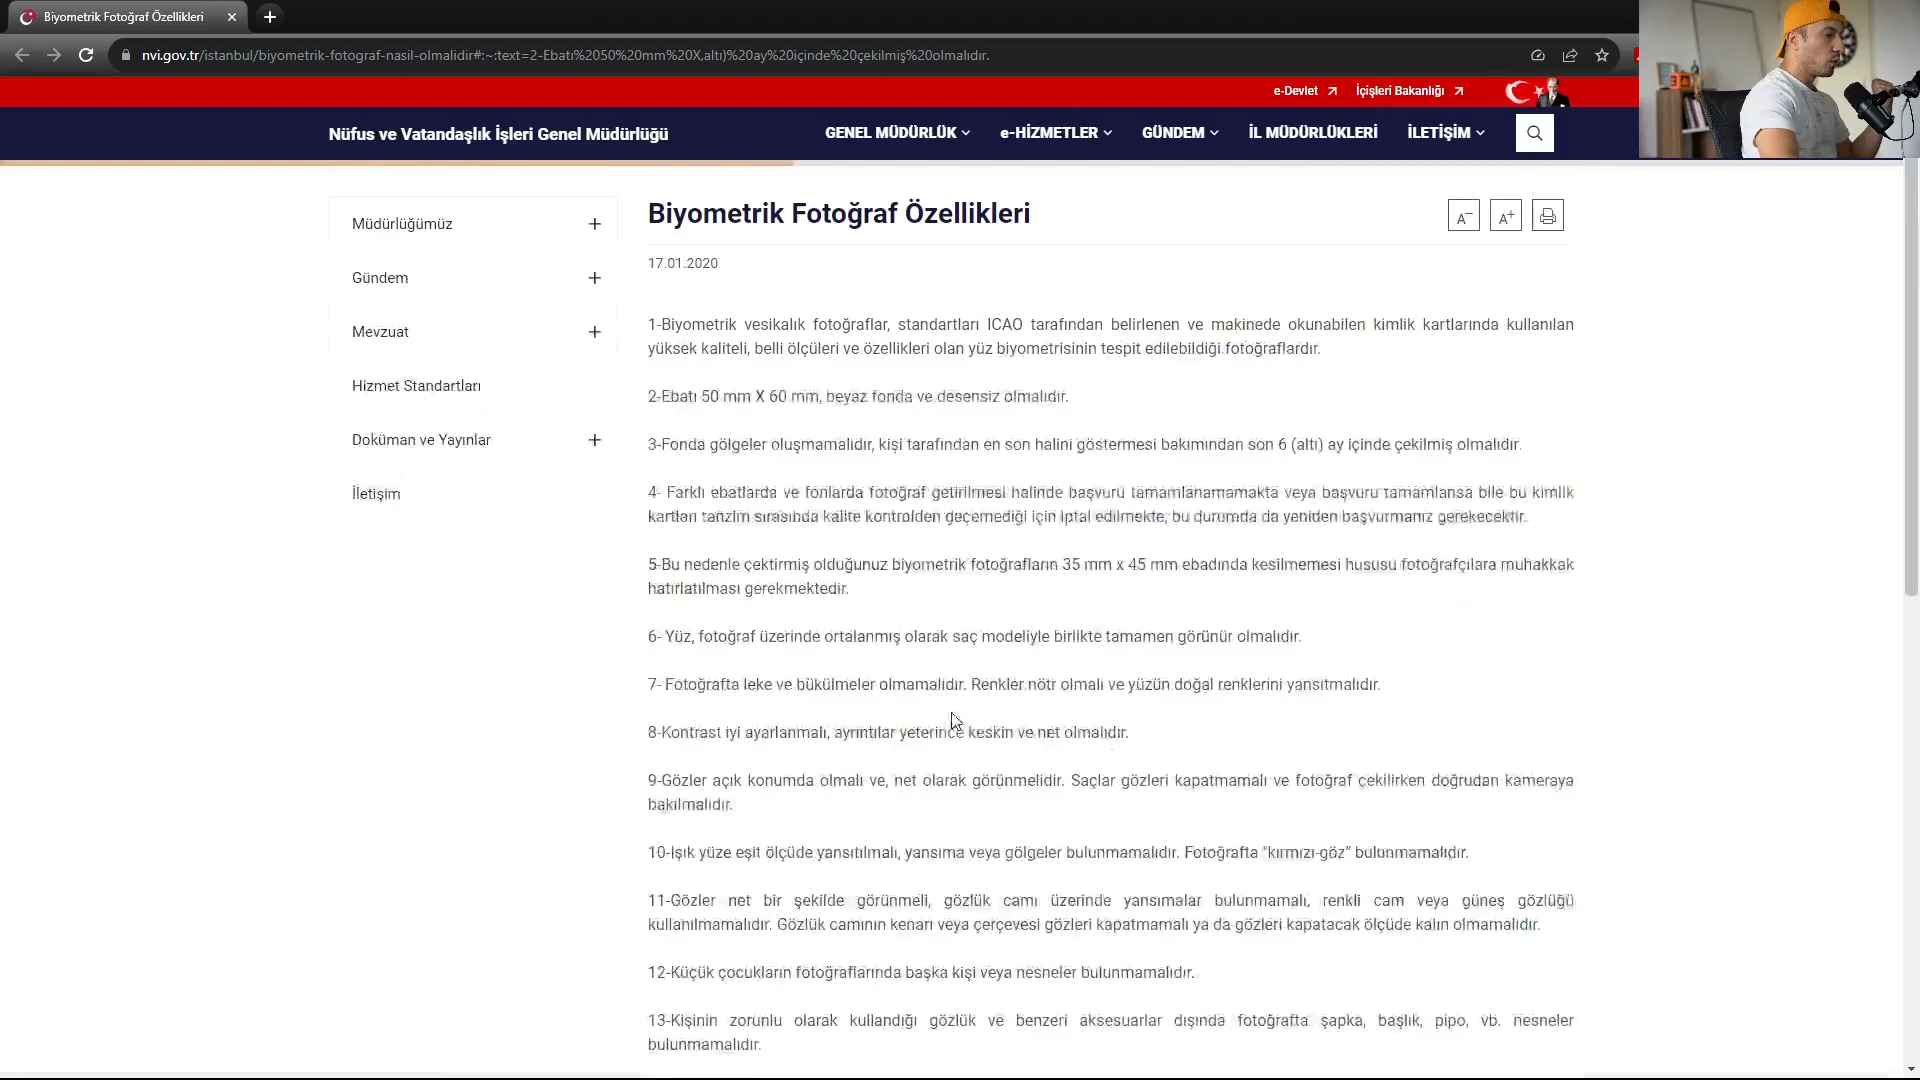 Biyometrik Fotoğraf Özellikleri
nvi.gov.tr/istanbul/biyometrik-fotograf-nasil-olmalidir#:~:text=2-Ebatı%2050%20mm%20X,altı)%20ay%20içinde%20çekilmiş%20olmalıdır.
e-Devlet
İçişleri Bakanlığı
Nüfus ve Vatandaşlık İşleri Genel Müdürlüğü
GENEL MÜDÜRLÜK
e-HİZMETLER
GÜNDEM
İL MÜDÜRLÜKLERİ
İLETİŞİM
Müdürlüğümüz
Gündem
Mevzuat
Hizmet Standartları
Doküman ve Yayınlar
İletişim
Biyometrik Fotoğraf Özellikleri
A-
A+
17.01.2020
1-Biyometrik vesikalık fotoğraflar, standartları ICAO tarafından belirlenen ve makinede okunabilen kimlik kartlarında kullanılan
yüksek kaliteli, belli ölçüleri ve özellikleri olan yüz biyometrisinin tespit edilebildiği fotoğraflardır.
2-Ebatı 50 mm X 60 mm, beyaz fonda ve desensiz olmalıdır.
3-Fonda gölgeler oluşmamalıdır, kişi tarafından en son halini göstermesi bakımından son 6 (altı) ay içinde çekilmiş olmalıdır.
4- Farklı ebatlarda ve fonlarda fotoğraf getirilmesi halinde başvuru tamamlanamamakta veya başvuru tamamlansa bile bu kimlik
kartları tanzim sırasında kalite kontrolden geçemediği için iptal edilmekte, bu durumda da yeniden başvurmanız gerekecektir.
5-Bu nedenle çektirmiş olduğunuz biyometrik fotoğrafların 35 mm x 45 mm ebadında kesilmemesi hususu fotoğrafçılara muhakkak
hatırlatılması gerekmektedir.
6- Yüz, fotoğraf üzerinde ortalanmış olarak saç modeliyle birlikte tamamen görünür olmalıdır.
7- Fotoğrafta leke ve bükülmeler olmamalıdır. Renkler nötr olmalı ve yüzün doğal renklerini yansıtmalıdır.
8-Kontrast iyi ayarlanmalı, ayrıntılar yeterince keskin ve net olmalıdır.
9-Gözler açık konumda olmalı ve, net olarak görünmelidir. Saçlar gözleri kapatmamalı ve fotoğraf çekilirken doğrudan kameraya
bakılmalıdır.
10-Işık yüze eşit ölçüde yansıtılmalı, yansıma veya gölgeler bulunmamalıdır. Fotoğrafta "kırmızı-göz" bulunmamalıdır.
11-Gözler net bir şekilde görünmeli, gözlük camı üzerinde yansımalar bulunmamalı, renkli cam veya güneş gözlüğü
kullanılmamalıdır. Gözlük camının kenarı veya çerçevesi gözleri kapatmamalı ya da gözleri kapatacak ölçüde kalın olmamalıdır.
12-Küçük çocukların fotoğraflarında başka kişi veya nesneler bulunmamalıdır.
13-Kişinin zorunlu olarak kullandığı gözlük ve benzeri aksesuarlar dışında fotoğrafta şapka, başlık, pipo, vb. nesneler
bulunmamalıdır.